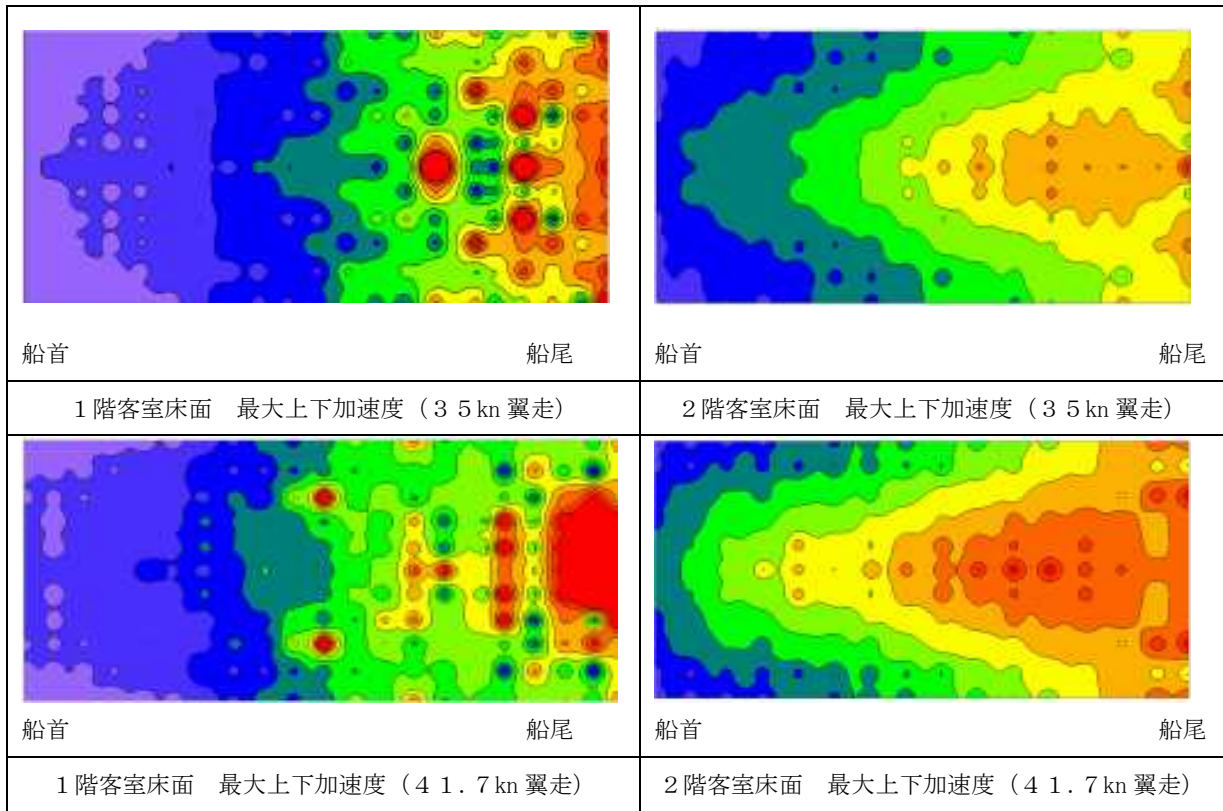 船首 船尾
船首 船尾
1階客室床面 最大上下加速度(35kn 翼走)
2階客室床面 最大上下加速度(35kn 翼走)
船首 船尾
船首 船尾
1階客室床面 最大上下加速度(41.7kn 翼走)
2階客室床面 最大上下加速度(41.7kn 翼走)